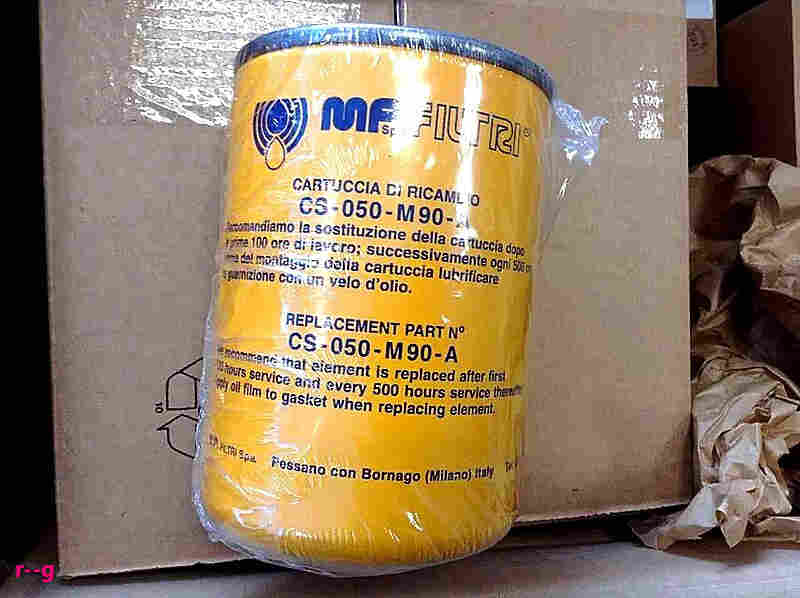 MP FILTRI®
SpA
CARTUCCIA DI RICAMBIO
CS-050-M90-A
Raccomandiamo la sostituzione della cartuccia dopo
le prime 100 ore di lavoro; successivamente ogni 500 ore
prima del montaggio della cartuccia lubrificare
la guarnizione con un velo d'olio.
REPLACEMENT PART N°
CS-050-M90-A
We recommend that element is replaced after first
100 hours service and every 500 hours service thereafter
apply oil film to gasket when replacing element.
MP FILTRI SpA Pessano con Bornago (Milano) Italy Tel.
r--g